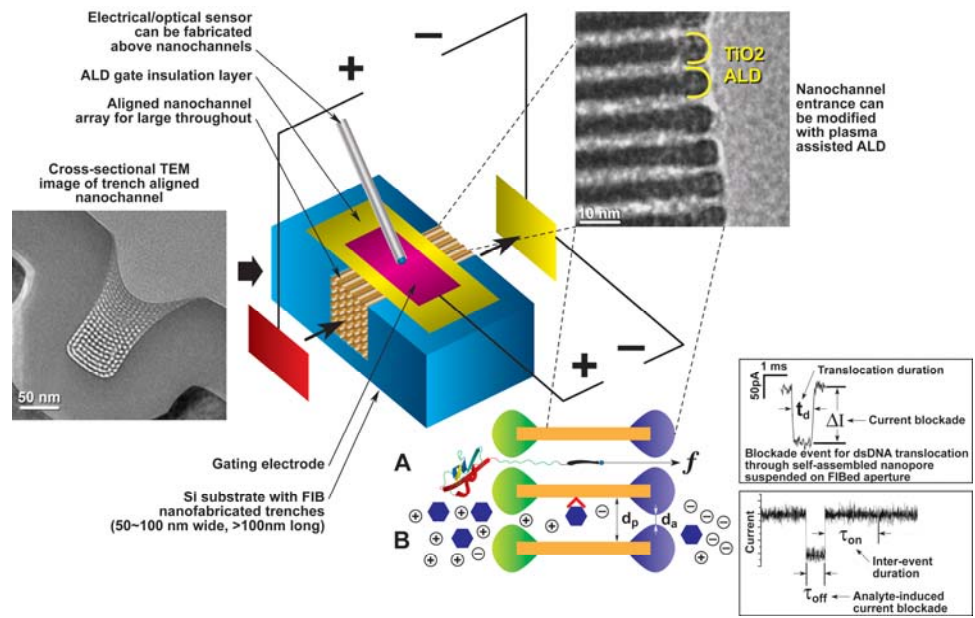 Electrical/optical sensor
can be fabricated
above nanochannels
ALD gate insulation layer
Aligned nanochannel
array for large throughout
Cross-sectional TEM
image of trench aligned
nanochannel
50 nm
+
−
TiO2
ALD
10 nm
Nanochannel
entrance can
be modified
with plasma
assisted ALD
+
−
Gating electrode
Si substrate with FIB
nanofabricated trenches
(50~100 nm wide, >100nm long)
A
f
B
dp
da
+
+
+
+
+
+
−
+
−
−
−
−
−
−
+
1 ms
50pA
Translocation duration
td
ΔI
Current blockade
Blockade event for dsDNA translocation
through self-assembled nanopore
suspended on FIBed aperture
Current
τon
Inter-event
duration
τoff
Analyte-induced
current blockade